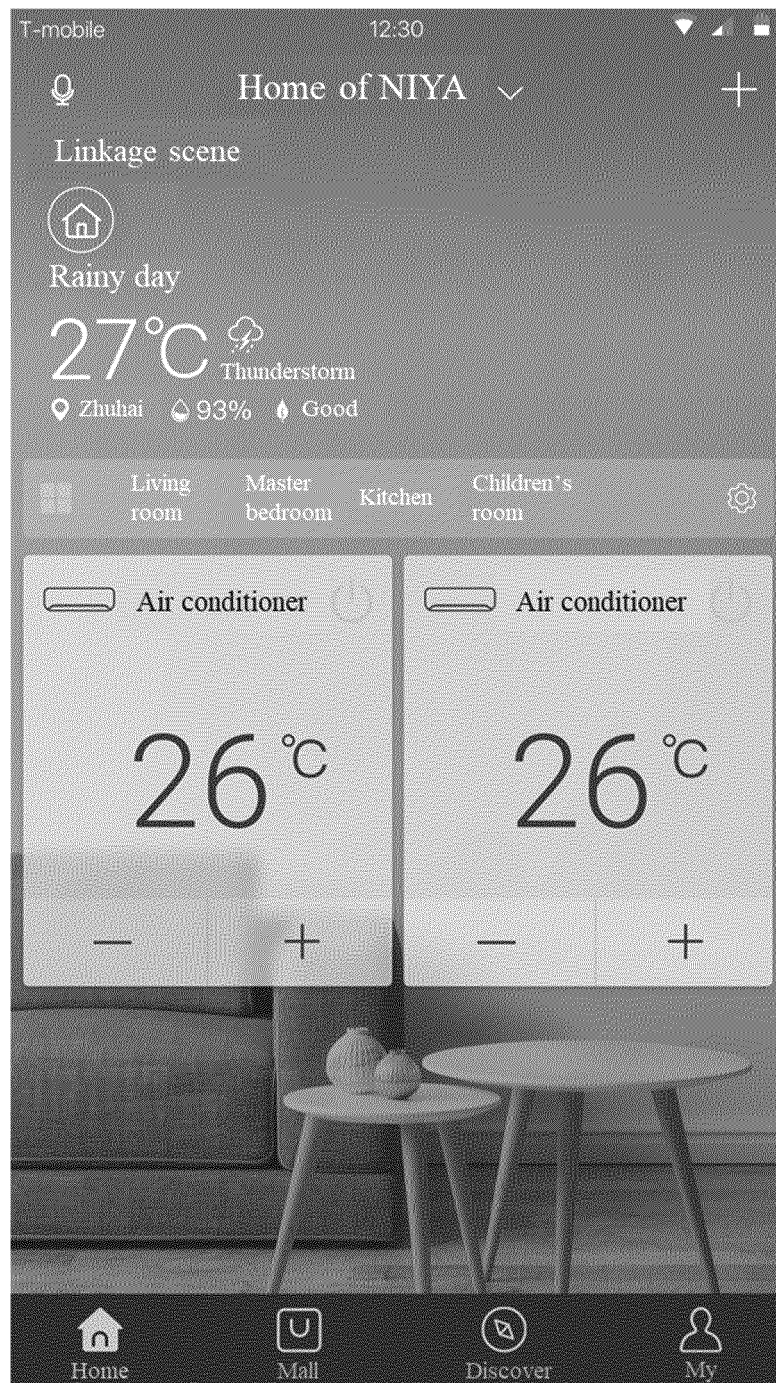 T-mobile 12:30
Home of NIYA
Linkage scene
Rainy day
27°C
Thunderstorm
Zhuhai 93% Good
Living room Master bedroom Kitchen Children's room
Air conditioner Air conditioner
26°C 26°C
− + − +
Home Mall Discover My